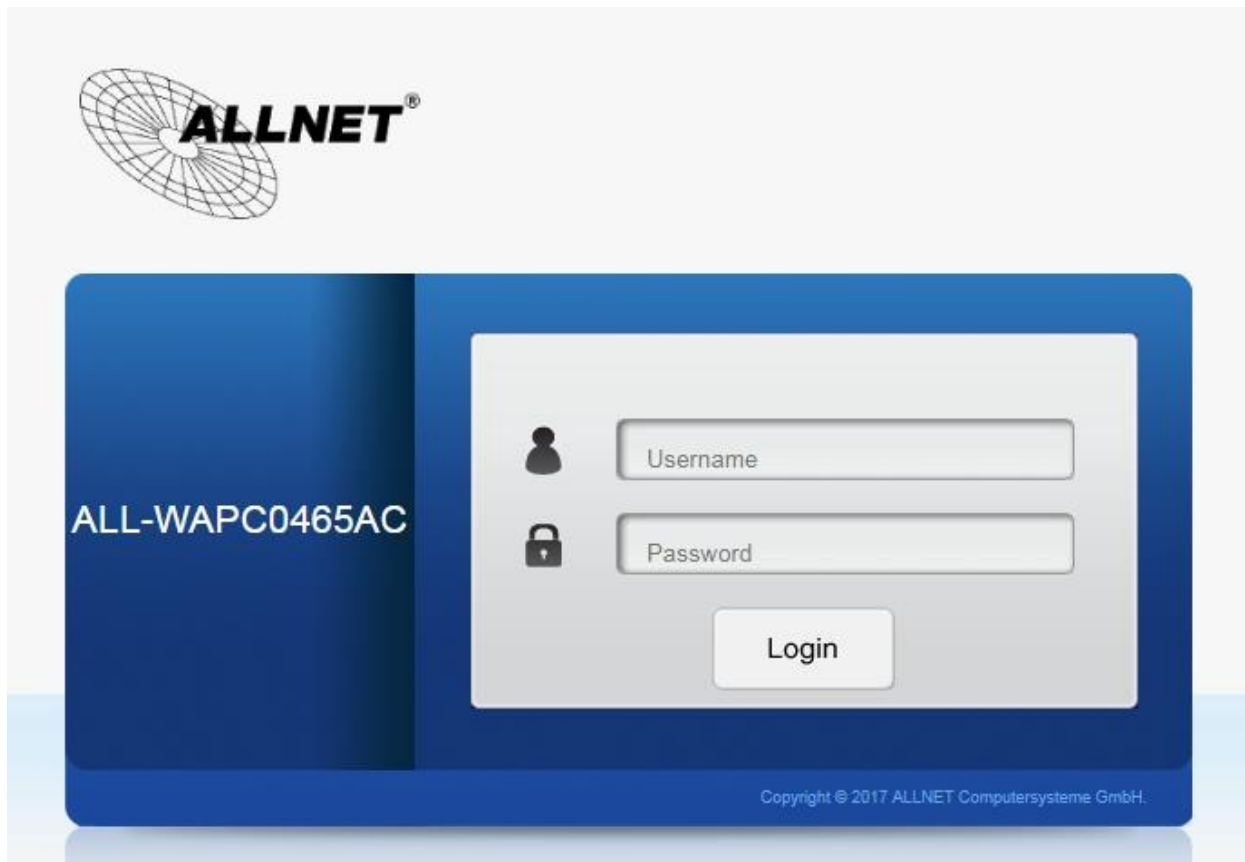 ALLNET®
ALL-WAPC0465AC
Username
Password
Login
Copyright © 2017 ALLNET Computersysteme GmbH.